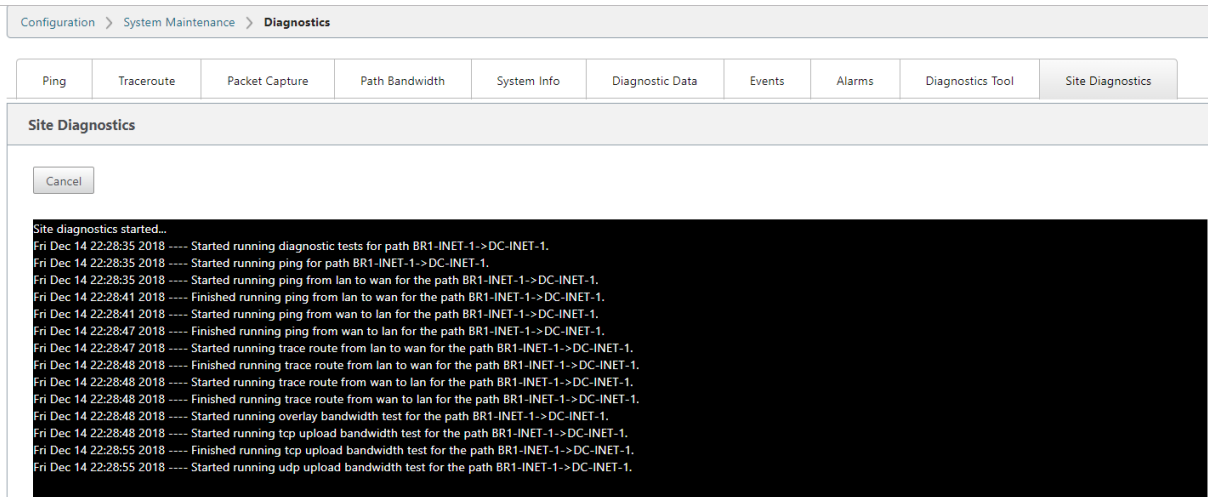 Configuration > System Maintenance > Diagnostics
Ping Traceroute Packet Capture Path Bandwidth System Info Diagnostic Data Events Alarms Diagnostics Tool Site Diagnostics
Site Diagnostics
Cancel
Site diagnostics started...
Fri Dec 14 22:28:35 2018 ---- Started running diagnostic tests for path BR1-INET-1->DC-INET-1.
Fri Dec 14 22:28:35 2018 ---- Started running ping for path BR1-INET-1->DC-INET-1.
Fri Dec 14 22:28:35 2018 ---- Started running ping from lan to wan for the path BR1-INET-1->DC-INET-1.
Fri Dec 14 22:28:41 2018 ---- Finished running ping from lan to wan for the path BR1-INET-1->DC-INET-1.
Fri Dec 14 22:28:41 2018 ---- Started running ping from wan to lan for the path BR1-INET-1->DC-INET-1.
Fri Dec 14 22:28:47 2018 ---- Finished running ping from wan to lan for the path BR1-INET-1->DC-INET-1.
Fri Dec 14 22:28:47 2018 ---- Started running trace route from lan to wan for the path BR1-INET-1->DC-INET-1.
Fri Dec 14 22:28:48 2018 ---- Finished running trace route from lan to wan for the path BR1-INET-1->DC-INET-1.
Fri Dec 14 22:28:48 2018 ---- Started running trace route from wan to lan for the path BR1-INET-1->DC-INET-1.
Fri Dec 14 22:28:48 2018 ---- Finished running trace route from wan to lan for the path BR1-INET-1->DC-INET-1.
Fri Dec 14 22:28:48 2018 ---- Started running overlay bandwidth test for the path BR1-INET-1->DC-INET-1.
Fri Dec 14 22:28:48 2018 ---- Started running tcp upload bandwidth test for the path BR1-INET-1->DC-INET-1.
Fri Dec 14 22:28:55 2018 ---- Finished running tcp upload bandwidth test for the path BR1-INET-1->DC-INET-1.
Fri Dec 14 22:28:55 2018 ---- Started running udp upload bandwidth test for the path BR1-INET-1->DC-INET-1.